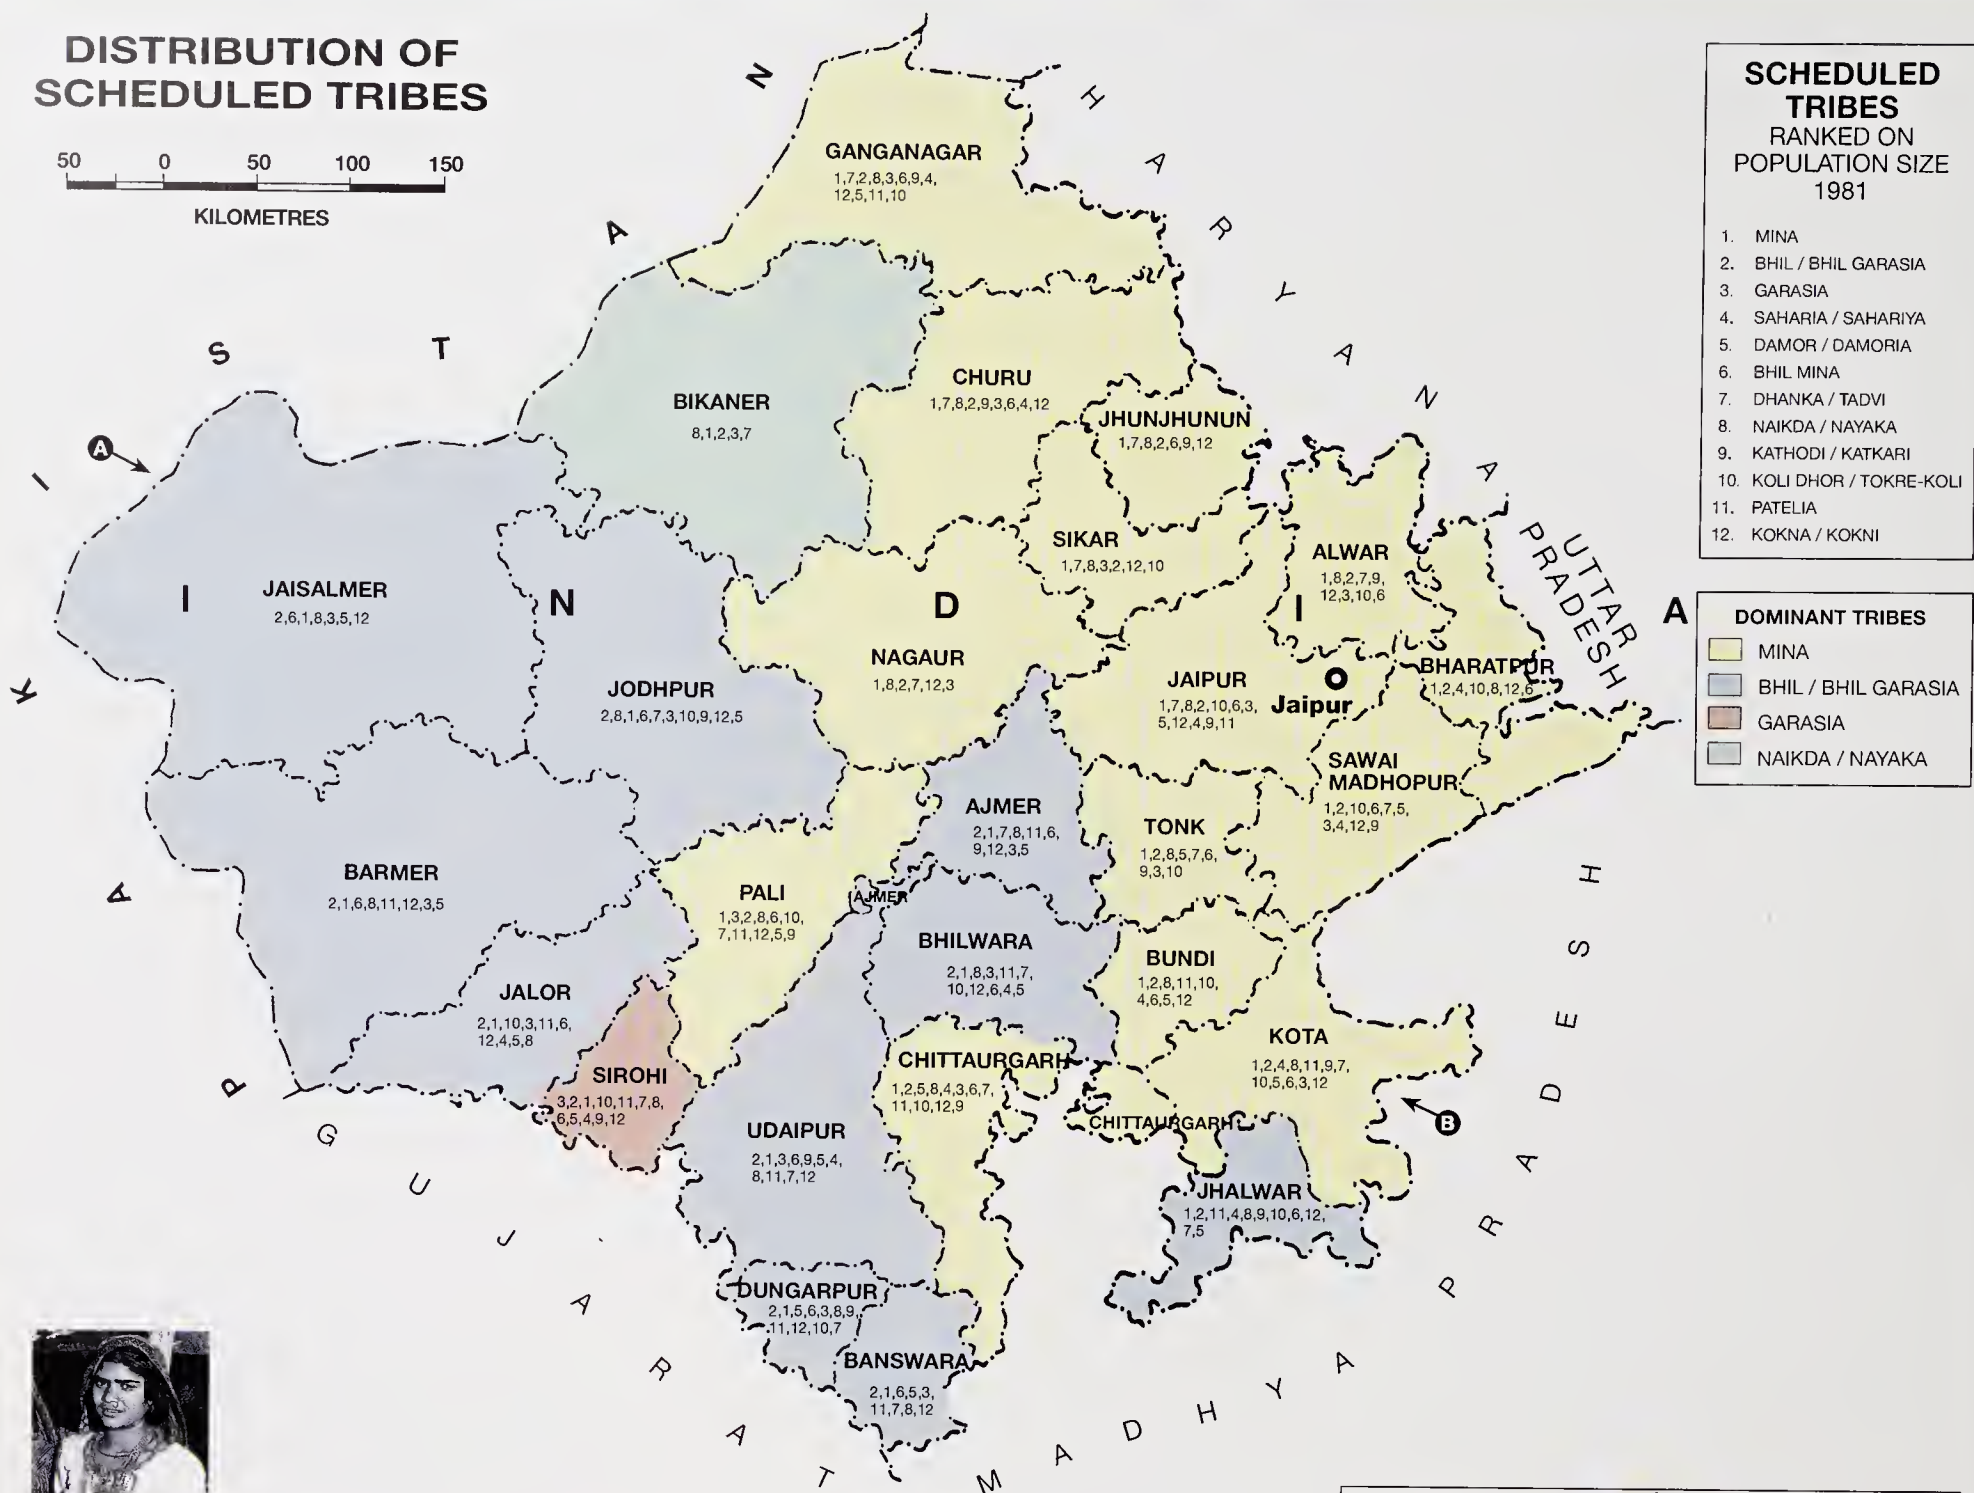 DISTRIBUTION OF
SCHEDULED TRIBES
50 0 50 100 150
KILOMETRES
SCHEDULED
TRIBES
RANKED ON
POPULATION SIZE
1981
1. MINA
2. BHIL / BHIL GARASIA
3. GARASIA
4. SAHARIA / SAHARIYA
5. DAMOR / DAMORIA
6. BHIL MINA
7. DHANKA / TADVI
8. NAIKDA / NAYAKA
9. KATHODI / KATKARI
10. KOLI DHOR / TOKRE-KOLI
11. PATELIA
12. KOKNA / KOKNI
DOMINANT TRIBES
MINA
BHIL / BHIL GARASIA
GARASIA
NAIKDA / NAYAKA
PAKISTAN
HARYANA
UTTAR
PRADESH
INDIA
GUJARAT
MADHYA PRADESH
A
B
GANGANAGAR
1,7,2,8,3,6,9,4,
12,5,11,10
BIKANER
8,1,2,3,7
CHURU
1,7,8,2,9,3,6,4,12
JHUNJHUNUN
1,7,8,2,6,9,12
SIKAR
1,7,8,3,2,12,10
ALWAR
1,8,2,7,9,
12,3,10,6
JAISALMER
2,6,1,8,3,5,12
JODHPUR
2,8,1,6,7,3,10,9,12,5
NAGAUR
1,8,2,7,12,3
JAIPUR
1,7,8,2,10,6,3,
5,12,4,9,11
Jaipur
BHARATPUR
1,2,4,10,8,12,6
SAWAI
MADHOPUR
1,2,10,6,7,5,
3,4,12,9
AJMER
2,1,7,8,11,6,
9,12,3,5
TONK
1,2,8,5,7,6,
9,3,10
BARMER
2,1,6,8,11,12,3,5
PALI
1,3,2,8,6,10,
7,11,12,5,9
AJMER
BHILWARA
2,1,8,3,11,7,
10,12,6,4,5
BUNDI
1,2,8,11,10,
4,6,5,12
JALOR
2,1,10,3,11,6,
12,4,5,8
KOTA
1,2,4,8,11,9,7,
10,5,6,3,12
SIROHI
3,2,1,10,11,7,8,
6,5,4,9,12
CHITTAURGARH
1,2,5,8,4,3,6,7,
11,10,12,9
CHITTAURGARH
UDAIPUR
2,1,3,6,9,5,4,
8,11,7,12
JHALWAR
1,2,11,4,8,9,10,6,12,
7,5
DUNGARPUR
2,1,5,6,3,8,9,
11,12,10,7
BANSWARA
2,1,6,5,3,
11,7,8,12